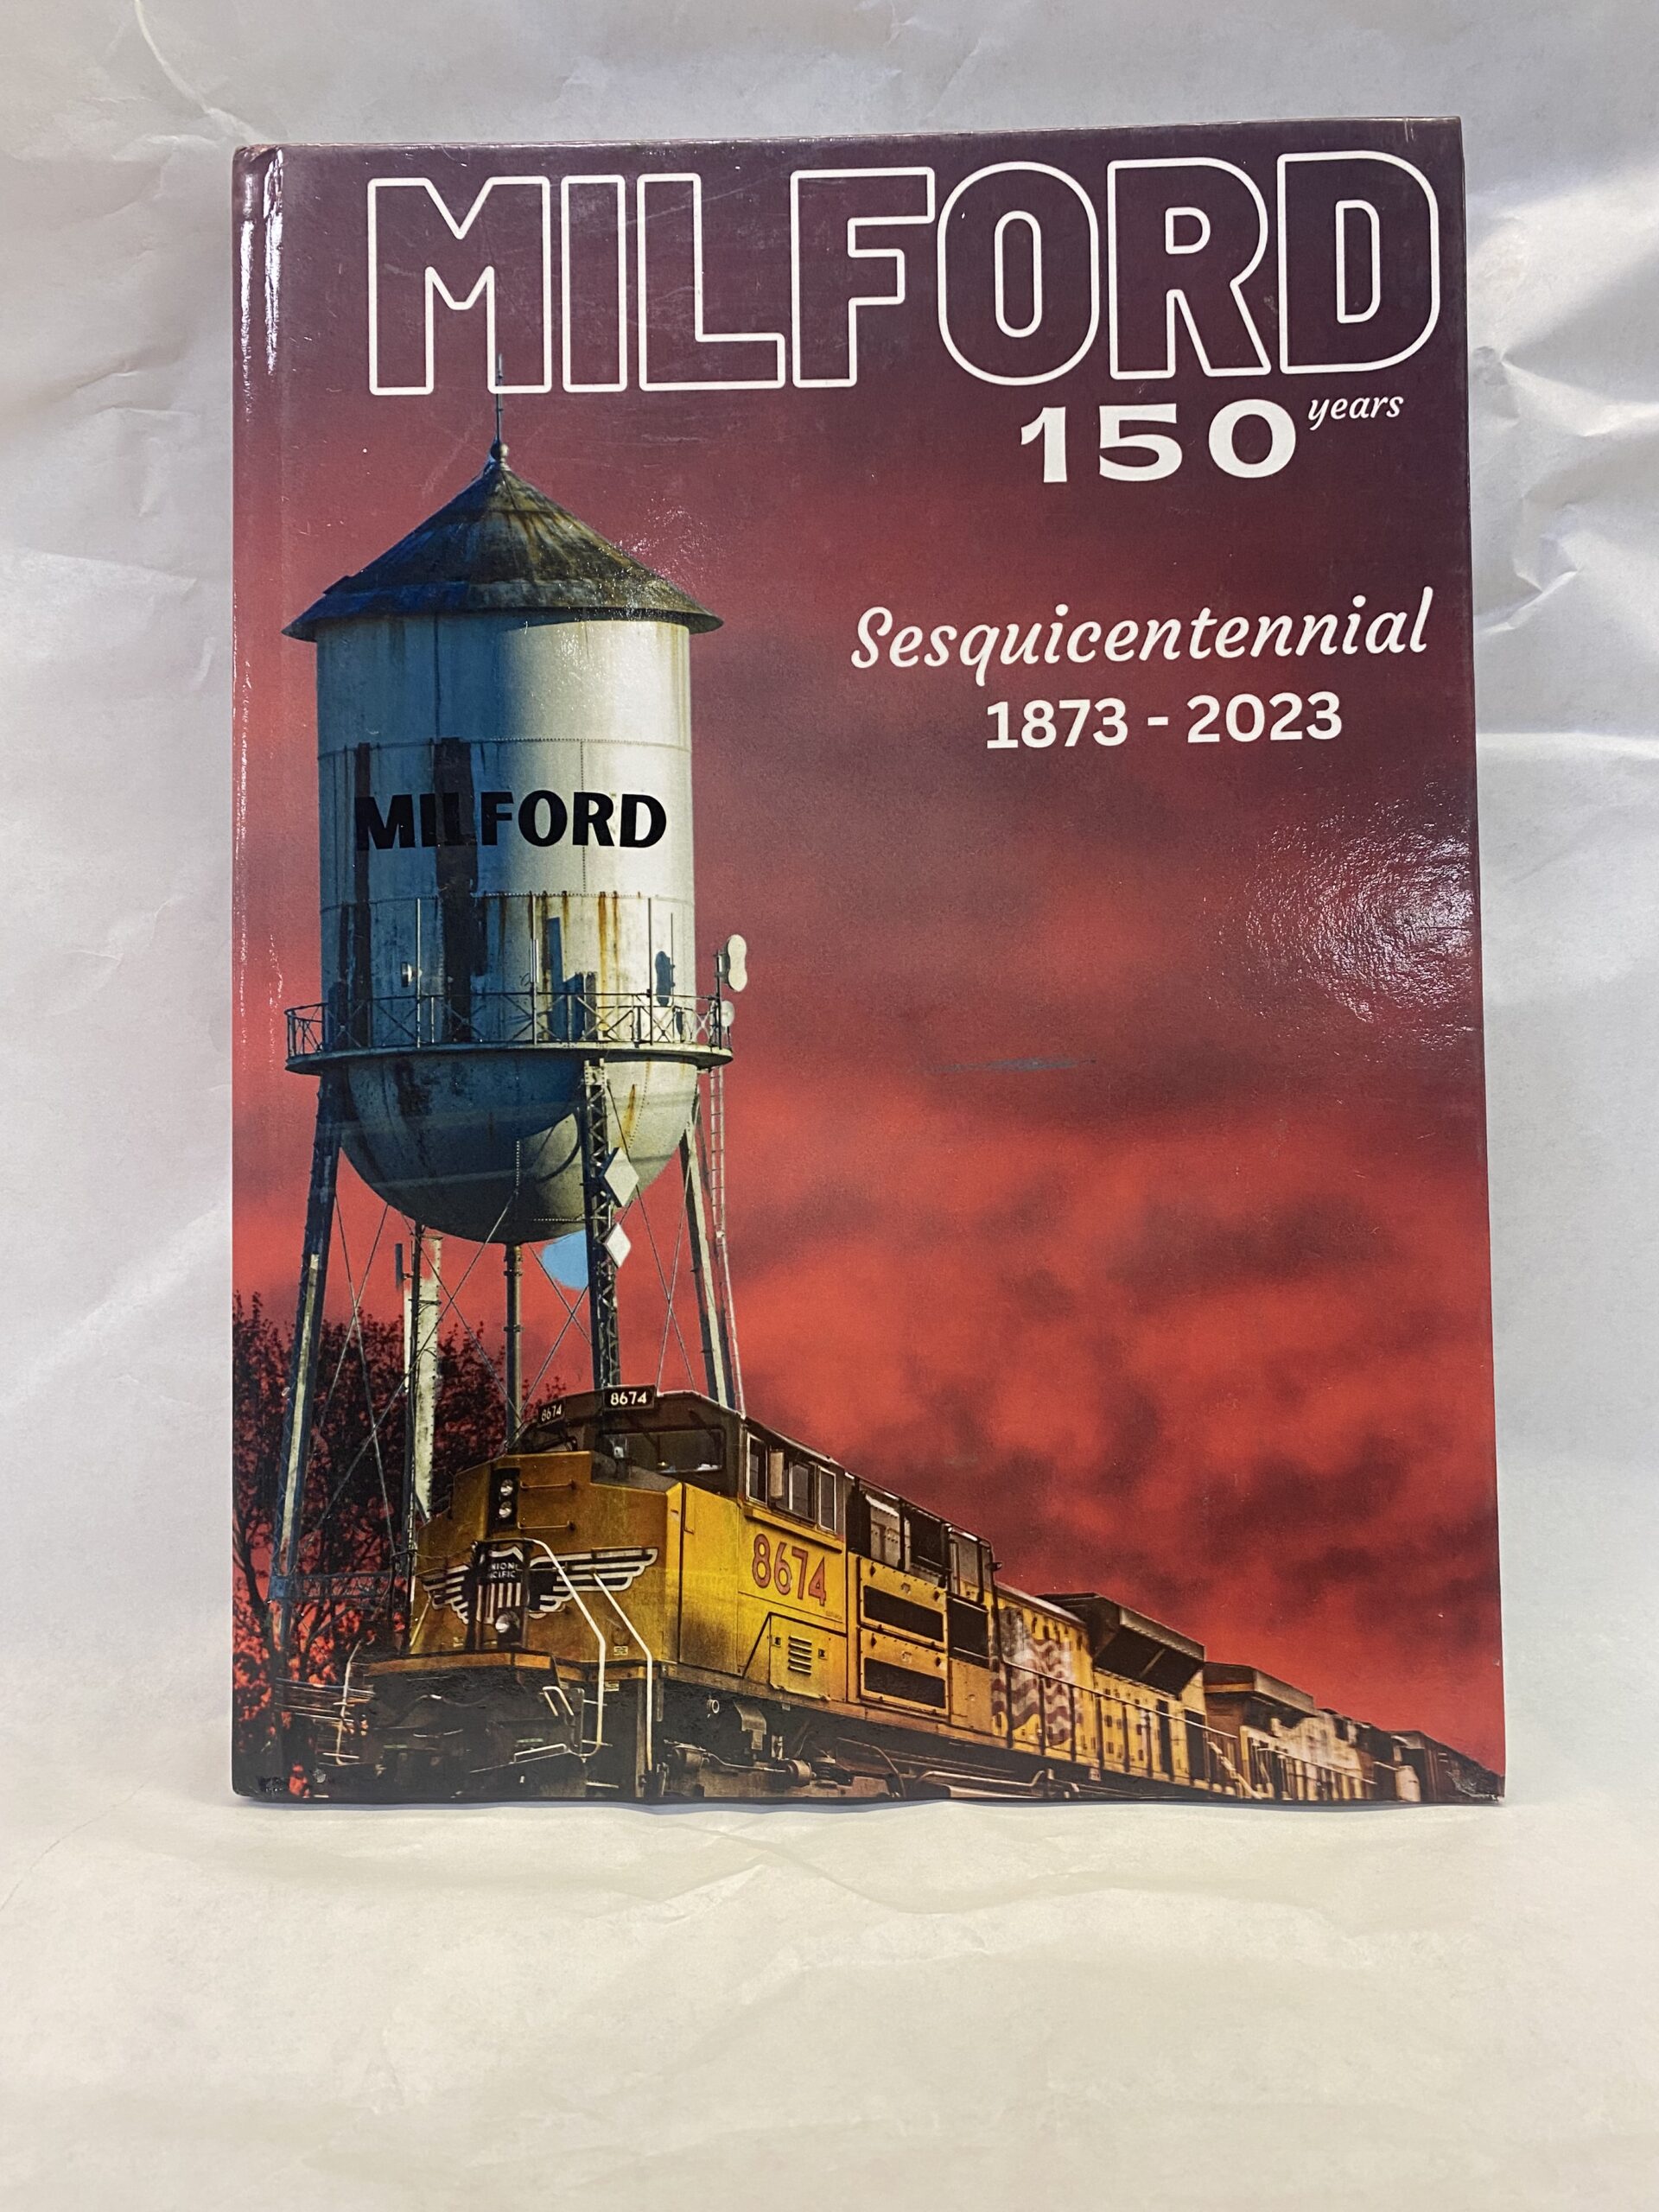 MILFORD
150 years
Sesquicentennial
1873 - 2023
MILFORD
8674 8674
8674